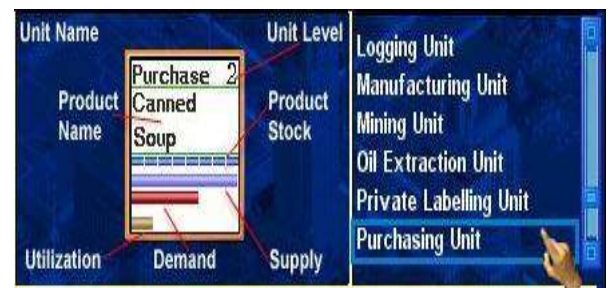 Unit Name
Unit Level
Purchase 2
Product Name
Canned Soup
Product Stock
Utilization
Demand
Supply
Logging Unit
Manufacturing Unit
Mining Unit
Oil Extraction Unit
Private Labelling Unit
Purchasing Unit